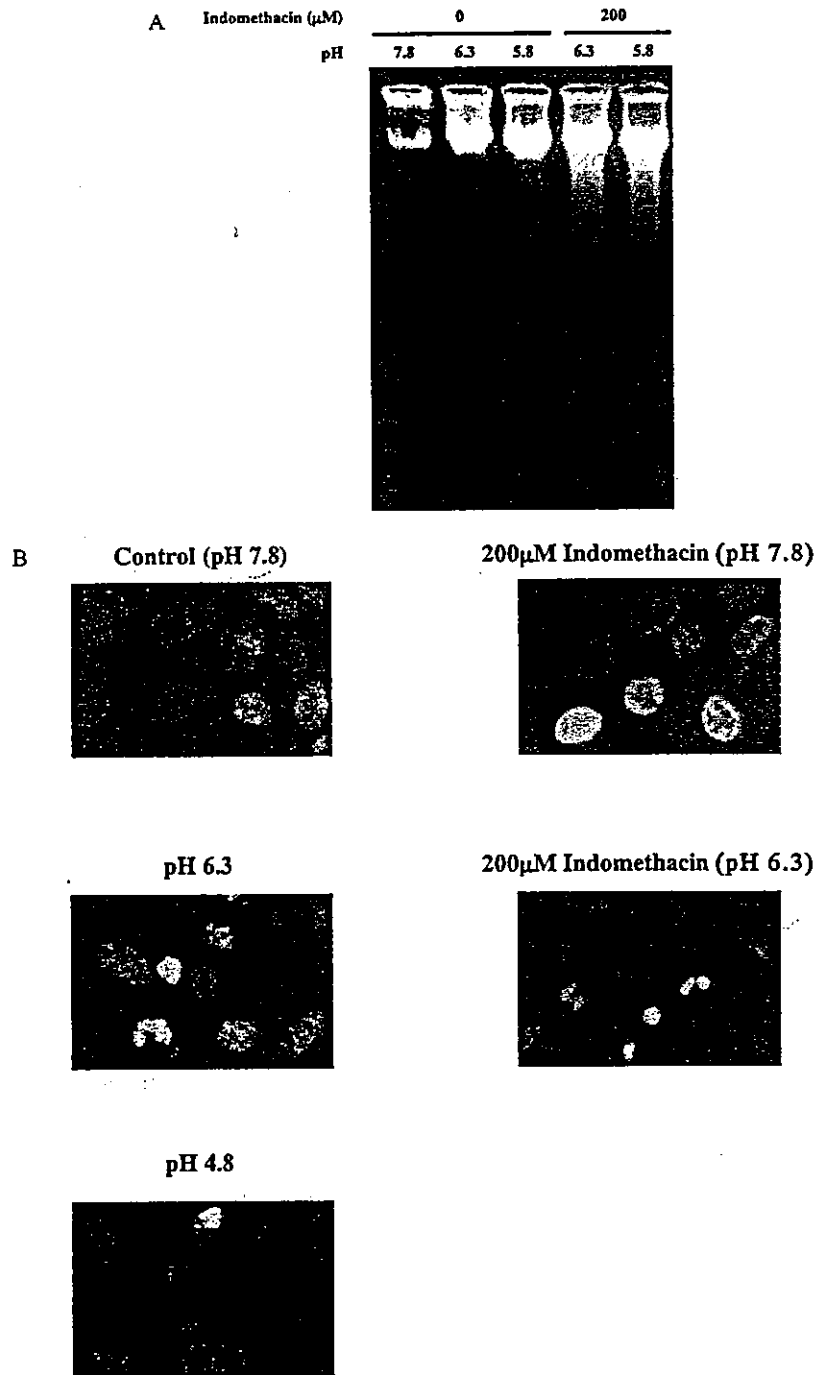 A Indomethacin (µM) 0 200
pH 7.8 6.3 5.8 6.3 5.8
B Control (pH 7.8) 200µM Indomethacin (pH 7.8)
pH 6.3 200µM Indomethacin (pH 6.3)
pH 4.8